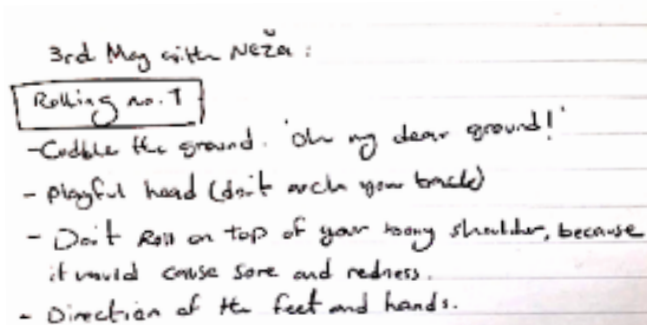 3rd May with Neža:
Rolling no.1
- Cuddle the ground. 'Oh my dear ground!'
- Playful head (don't arch your back)
- Don't Roll on top of your bony shoulder, because
it would cause sore and redness.
- Direction of the feet and hands.